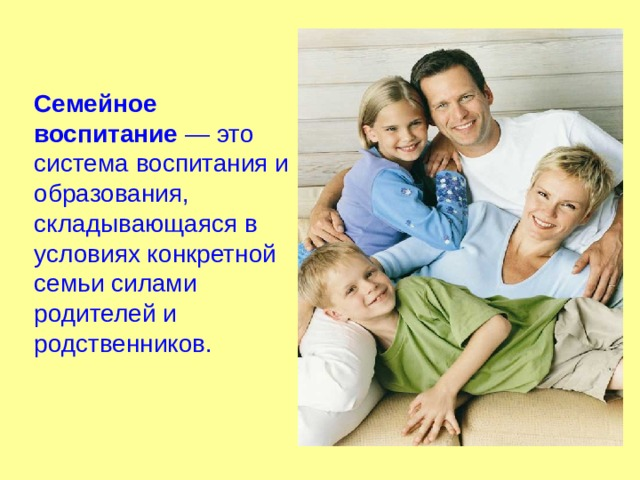 Семейное
воспитание — это
система воспитания и
образования,
складывающаяся в
условиях конкретной
семьи силами
родителей и
родственников.